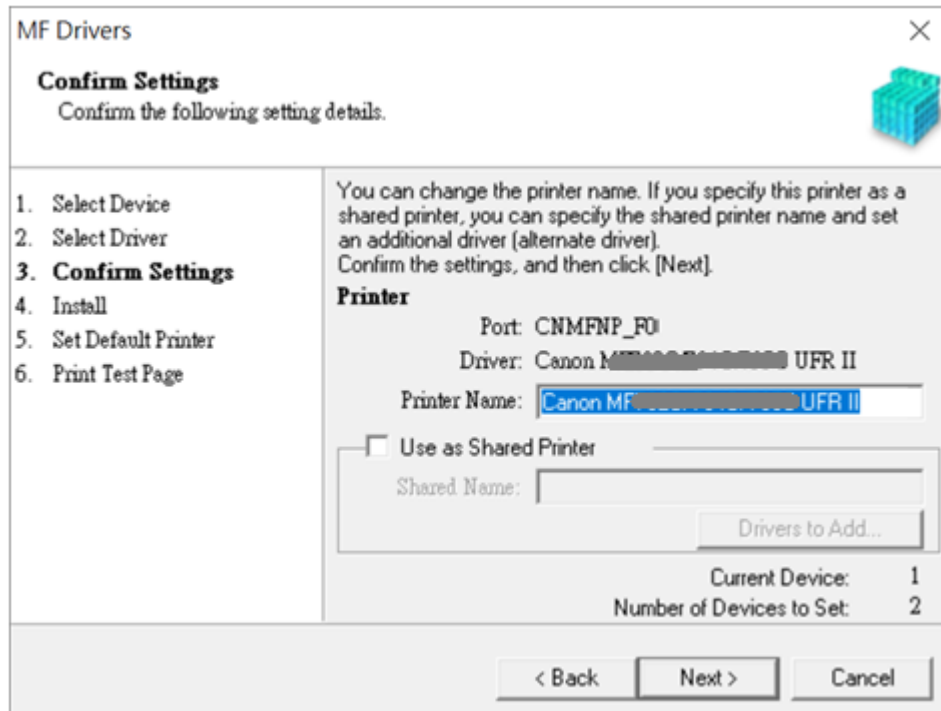 MF Drivers
Confirm Settings
Confirm the following setting details.
1. Select Device
2. Select Driver
3. Confirm Settings
4. Install
5. Set Default Printer
6. Print Test Page
You can change the printer name. If you specify this printer as a
shared printer, you can specify the shared printer name and set
an additional driver (alternate driver).
Confirm the settings, and then click [Next].
Printer
Port: CNMFNP_F0
Driver: Canon UFR II
Printer Name: Canon UFR II
Use as Shared Printer
Shared Name:
Drivers to Add...
Current Device: 1
Number of Devices to Set: 2
< Back
Next >
Cancel